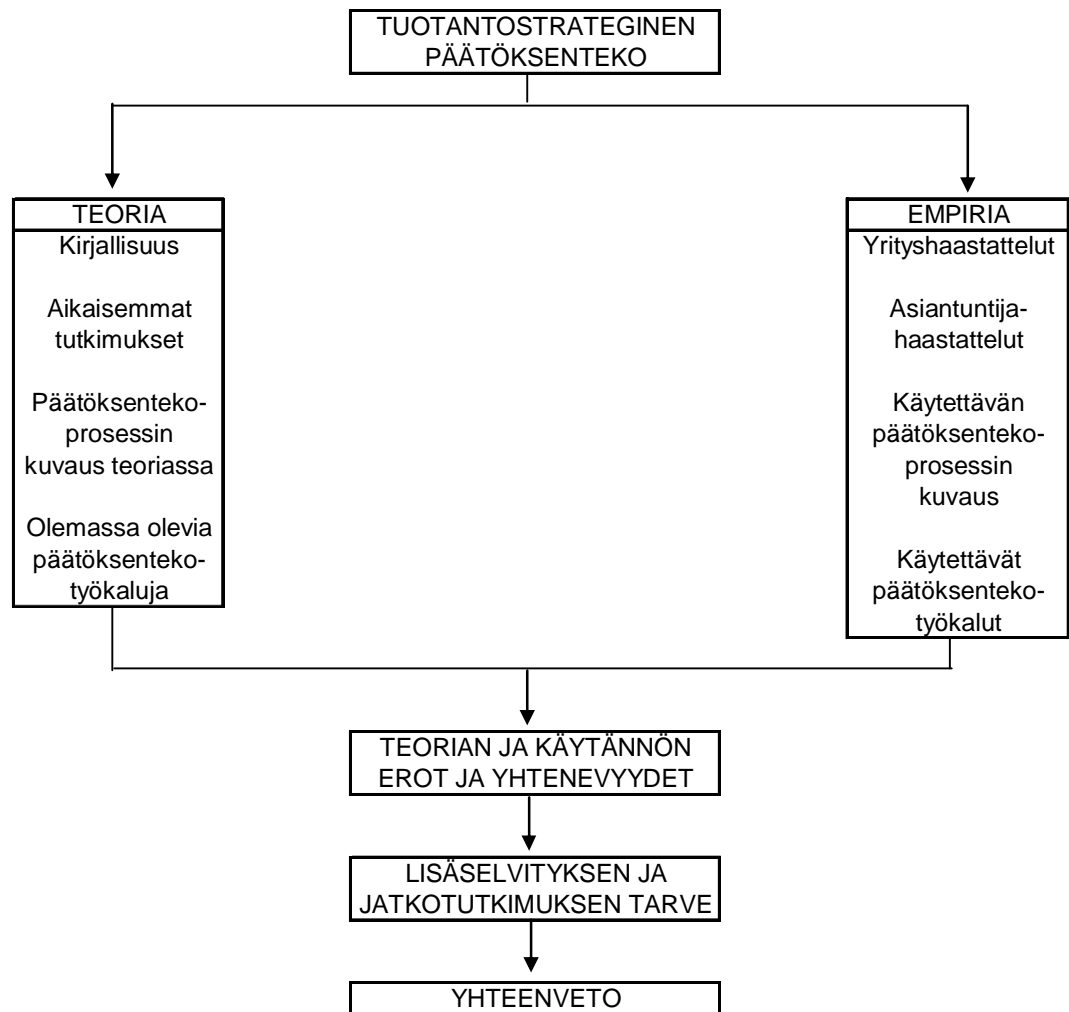 TUOTANTOSTRATEGINEN
PÄÄTÖKSENTEKO
TEORIA
Kirjallisuus
Aikaisemmat
tutkimukset
Päätöksenteko-
prosessin
kuvaus teoriassa
Olemassa olevia
päätöksenteko-
työkaluja
EMPIRIA
Yrityshaastattelut
Asiantuntija-
haastattelut
Käytettävän
päätöksenteko-
prosessin
kuvaus
Käytettävät
päätöksenteko-
työkalut
TEORIAN JA KÄYTÄNNÖN
EROT JA YHTENEVYYDET
LISÄSELVITYKSEN JA
JATKOTUTKIMUKSEN TARVE
YHTEENVETO